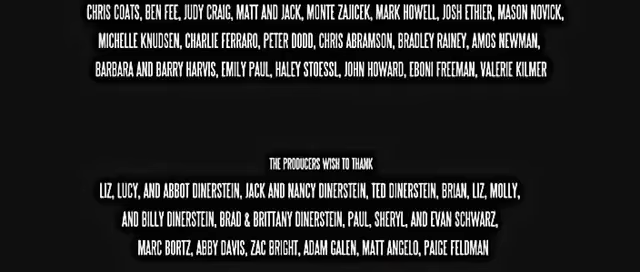 CHRIS COATS, BEN FEE, JUDY CRAIG, MATT AND JACK, MONTE ZAJICEK, MARK HOWELL, JOSH ETHIER, MASON NOVICK,
MICHELLE KNUDSEN, CHARLIE FERRARO, PETER DODD, CHRIS ABRAMSON, BRADLEY RAINEY, AMOS NEWMAN,
BARBARA AND BARRY HARVIS, EMILY PAUL, HALEY STOESSL, JOHN HOWARD, EBONI FREEMAN, VALERIE KILMER
THE PRODUCERS WISH TO THANK
LIZ, LUCY, AND ABBOT DINERSTEIN, JACK AND NANCY DINERSTEIN, TED DINERSTEIN, BRIAN, LIZ, MOLLY,
AND BILLY DINERSTEIN, BRAD & BRITTANY DINERSTEIN, PAUL, SHERYL, AND EVAN SCHWARZ,
MARC BORTZ, ABBY DAVIS, ZAC BRIGHT, ADAM GALEN, MATT ANGELO, PAIGE FELDMAN